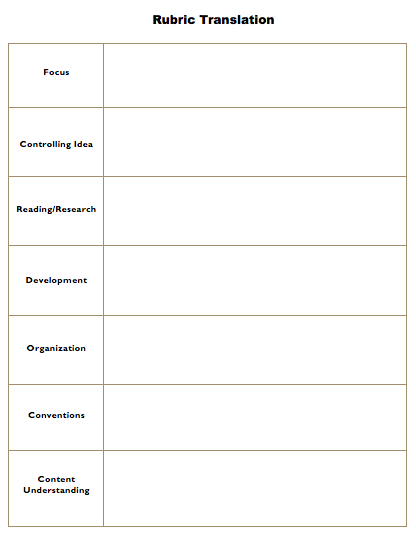 Rubric Translation
Focus
Controlling Idea
Reading/Research
Development
Organization
Conventions
Content
Understanding